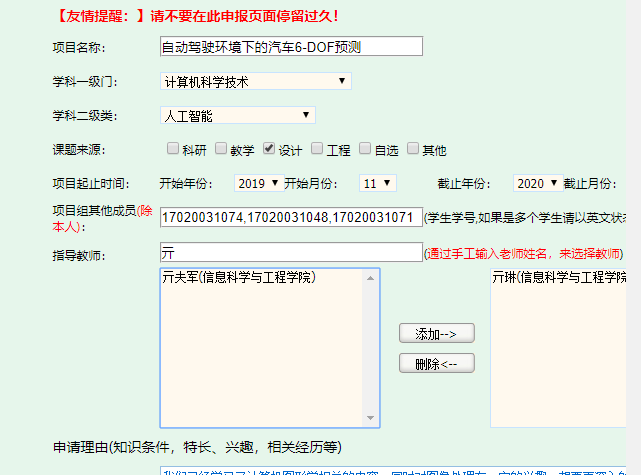 【友情提醒：】请不要在此申报页面停留过久！
项目名称： 自动驾驶环境下的汽车6-DOF预测
学科一级门： 计算机科学技术
学科二级类： 人工智能
课题来源： 科研 教学 设计 工程 自选 其他
项目起止时间： 开始年份： 2019 开始月份： 11 截止年份： 2020 截止月份：
项目组其他成员(除
本人)： 17020031074,17020031048,17020031071 (学生学号,如果是多个学生请以英文状态
指导教师： 亓 (通过手工输入老师姓名，来选择教师)
亓夫军(信息科学与工程学院) 亓琳(信息科学与工程学院
添加-->
删除<--
申请理由(知识条件，特长、兴趣，相关经历等)